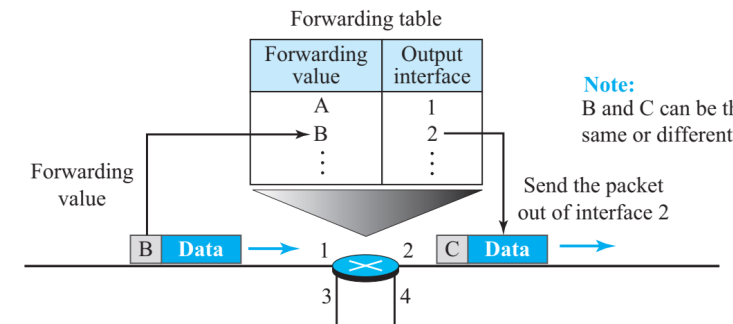 Forwarding table
Forwarding value
Output interface
A 1
B 2
Note:
B and C can be
same or different
Forwarding
value
Send the packet
out of interface 2
B Data
1
2
C Data
3
4